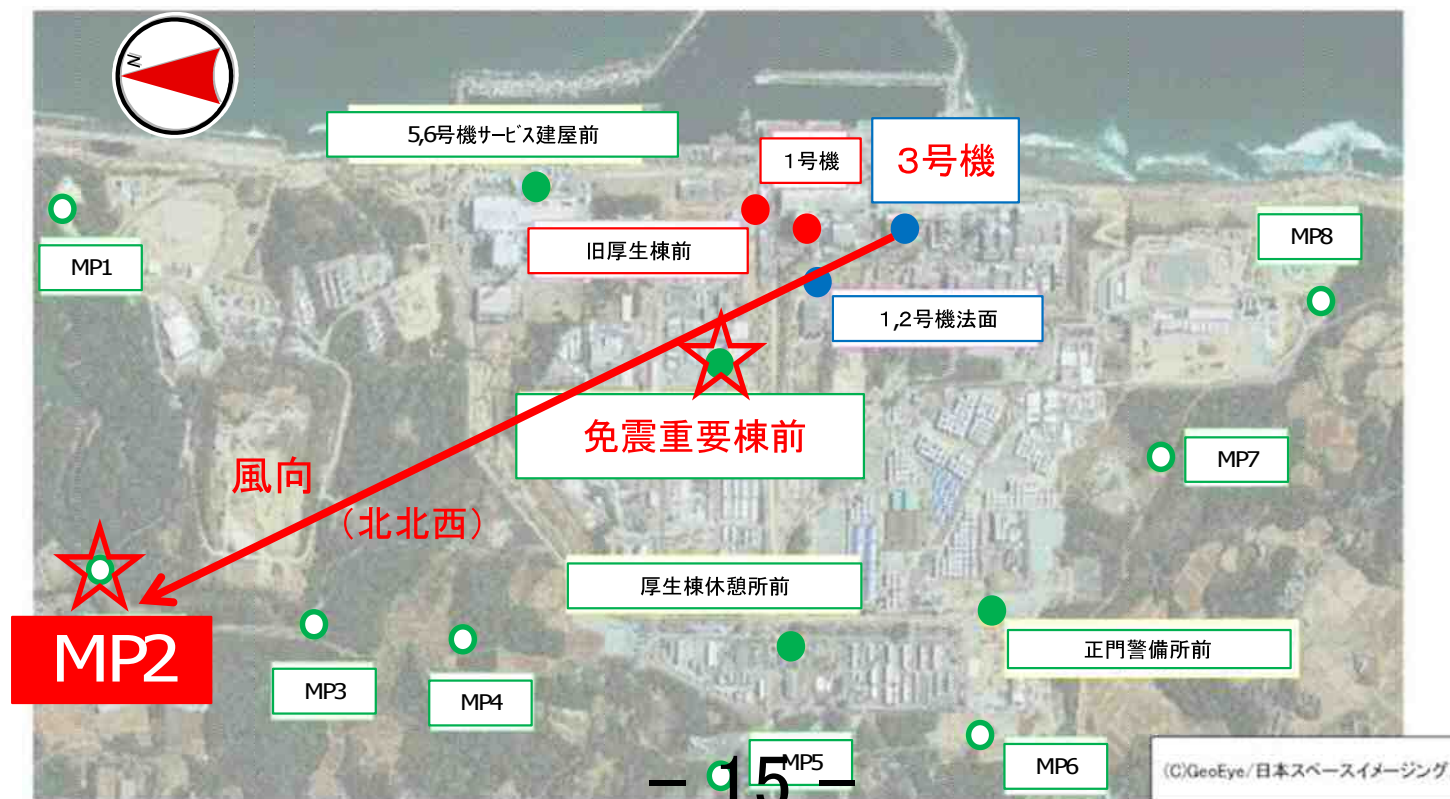 N
5,6号機サービス建屋前
1号機
3号機
旧厚生棟前
MP1
MP8
1,2号機法面
免震重要棟前
MP7
風向
（北北西）
厚生棟休憩所前
MP2
正門警備所前
MP3
MP4
MP5
MP6
－15－
(C)GeoEye/日本スペースイメージング